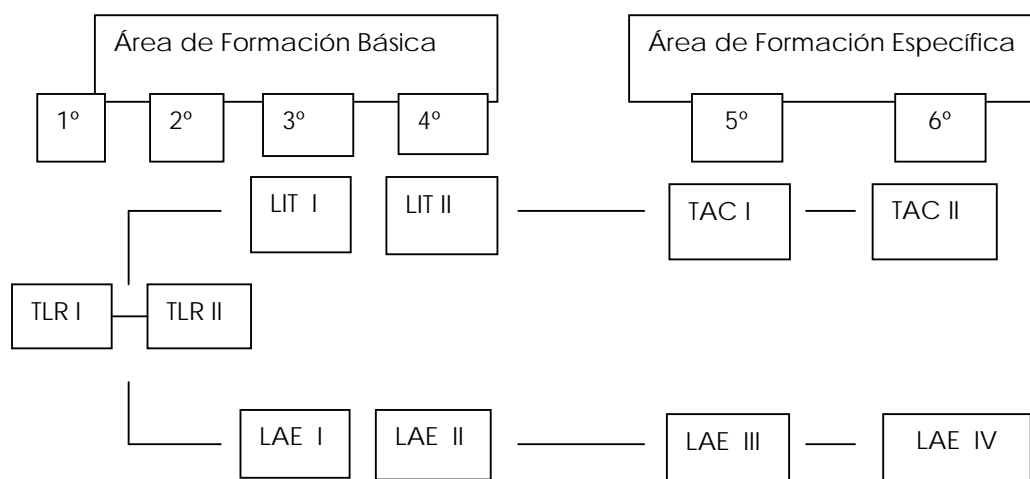 Área de Formación Básica
Área de Formación Específica
1º 2º 3º 4º 5º 6º
LIT I LIT II TAC I TAC II
TLR I TLR II
LAE I LAE II LAE III LAE IV